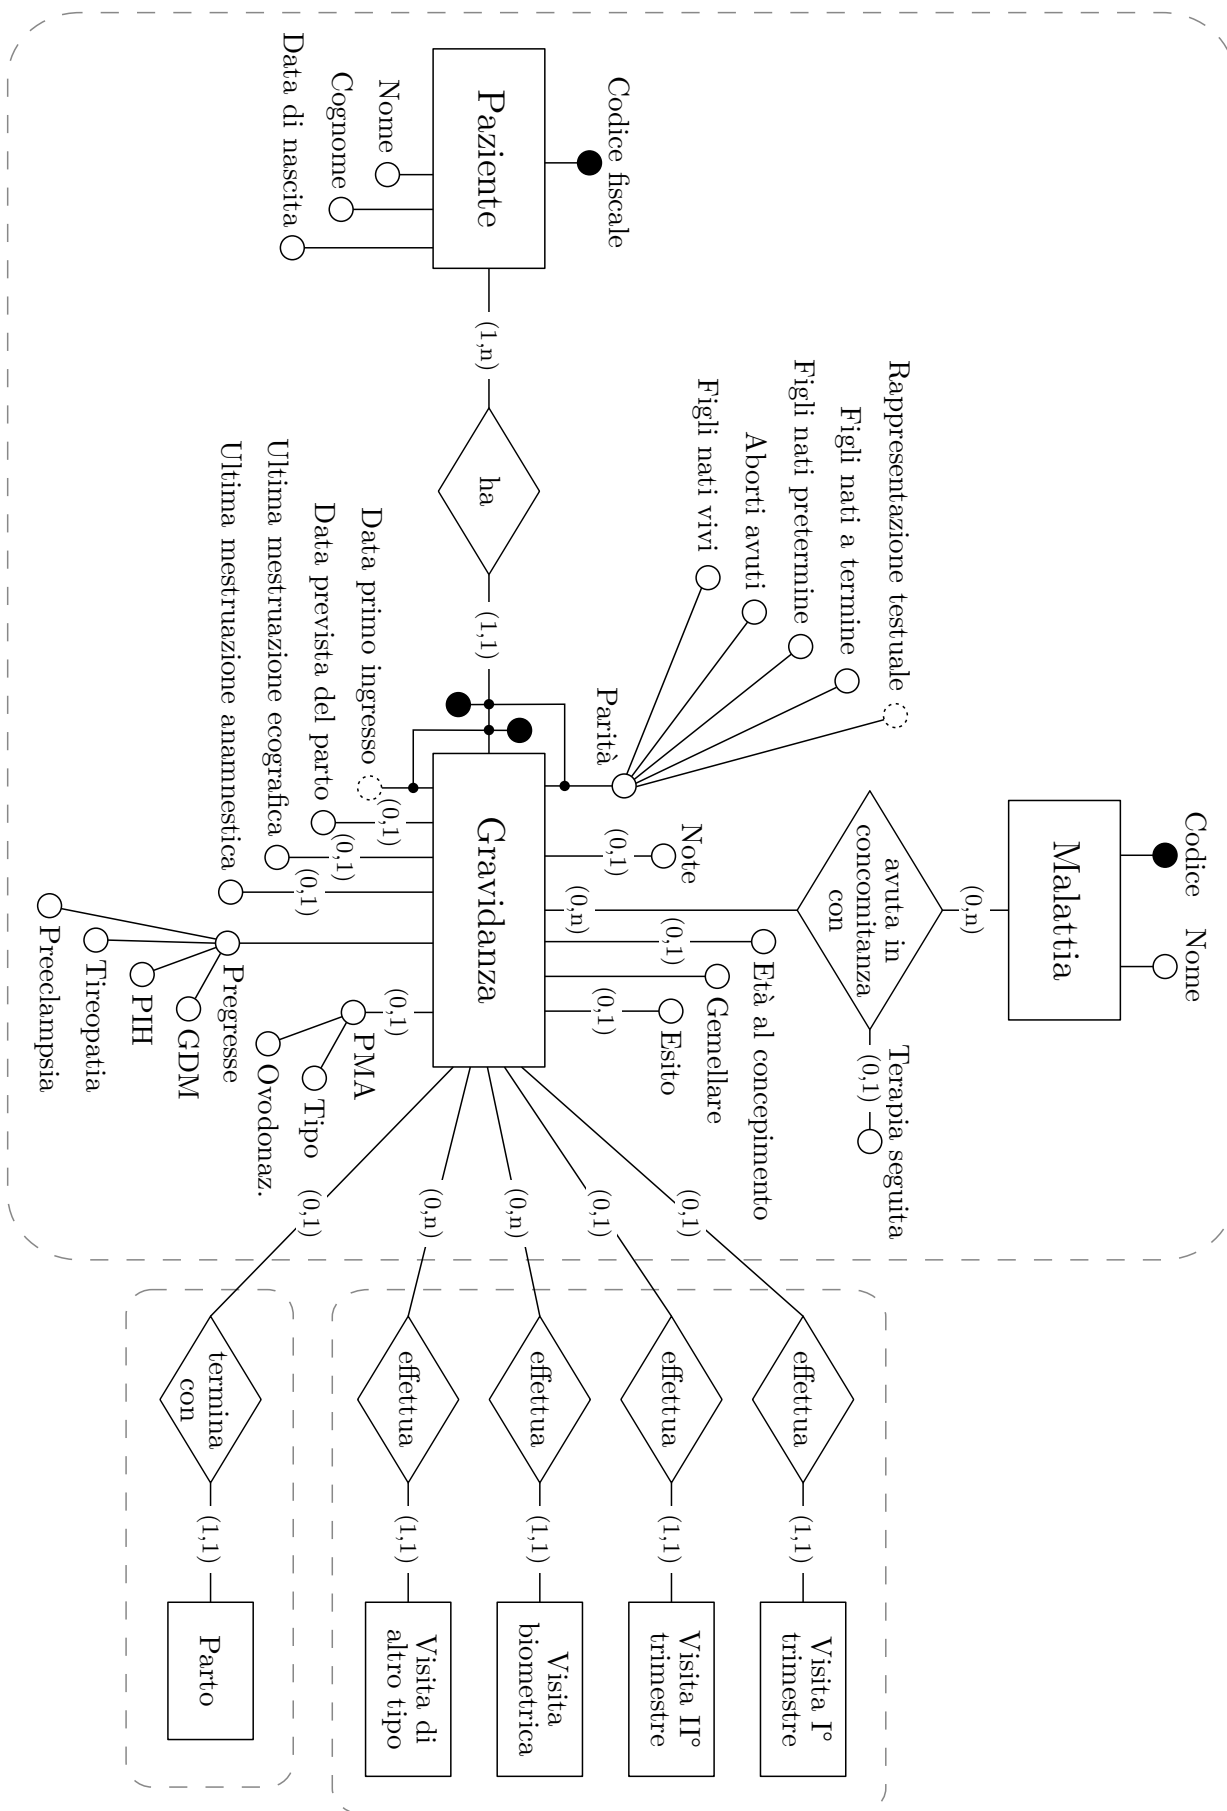 Codice
Nome
Malattia
(0,n)
avuta in
concomitanza
con
(0,1)
Terapia seguita
(0,n)
Rappresentazione testuale
Figli nati a termine
Figli nati pretermine
Aborti avuti
Figli nati vivi
Parità
Note
(0,1)
Età al concepimento
(0,1)
Gemellare
Esito
(0,1)
Codice fiscale
Paziente
Nome
Cognome
Data di nascita
(1,n)
ha
(1,1)
Gravidanza
Data primo ingresso
Data prevista del parto
(0,1)
Ultima mestruazione ecografica
(0,1)
Ultima mestruazione anamnestica
(0,1)
PMA
(0,1)
Tipo
Ovodonaz.
Pregresse
GDM
PIH
Tireopatia
Preeclampsia
(0,1)
effettua
(1,1)
Visita I°
trimestre
(0,1)
effettua
(1,1)
Visita II°
trimestre
(0,n)
effettua
(1,1)
Visita
biometrica
(0,n)
effettua
(1,1)
Visita di
altro tipo
(0,1)
termina
con
(1,1)
Parto